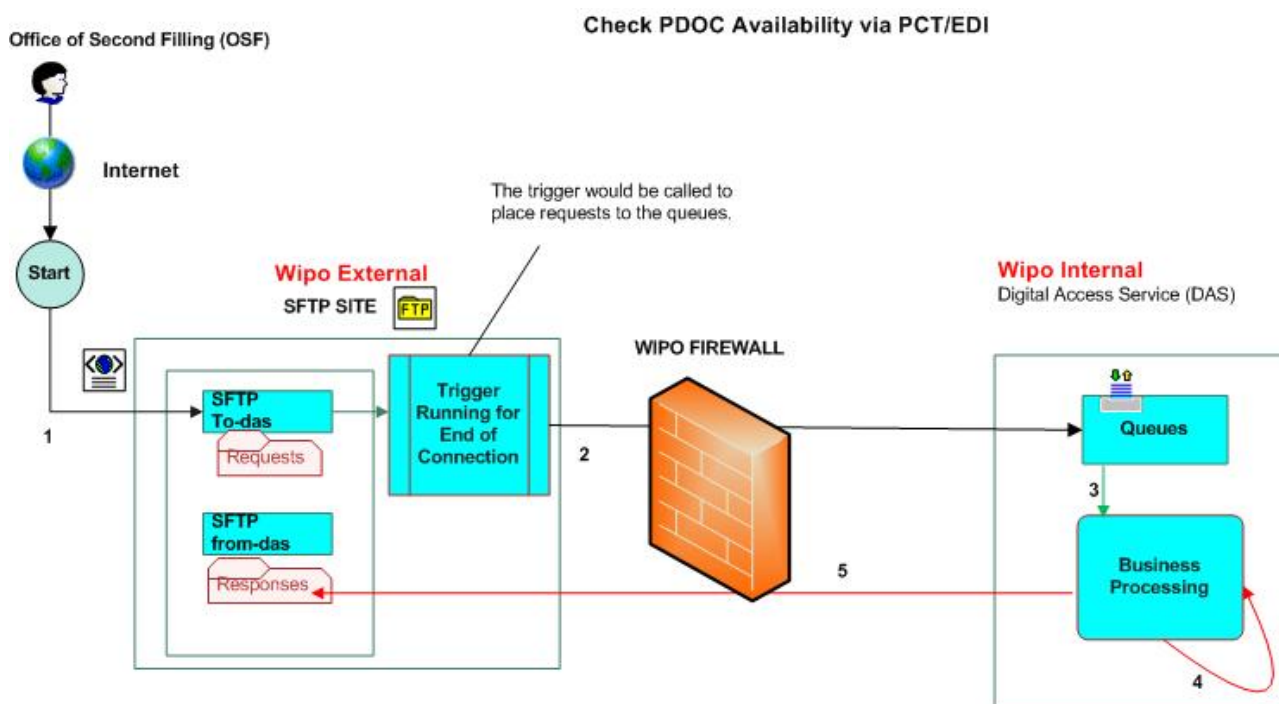 Check PDOC Availability via PCT/EDI
Office of Second Filling (OSF)
Internet
The trigger would be called to
place requests to the queues.
Start
Wipo External
SFTP SITE
FTP
Wipo Internal
Digital Access Service (DAS)
WIPO FIREWALL
1
SFTP
To-das
Requests
Trigger
Running for
End of
Connection
2
Queues
3
SFTP
from-das
Responses
5
Business
Processing
4